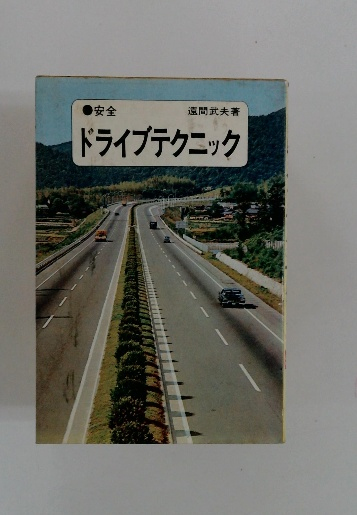 ●安全 遠間武夫著
ドライブテクニック